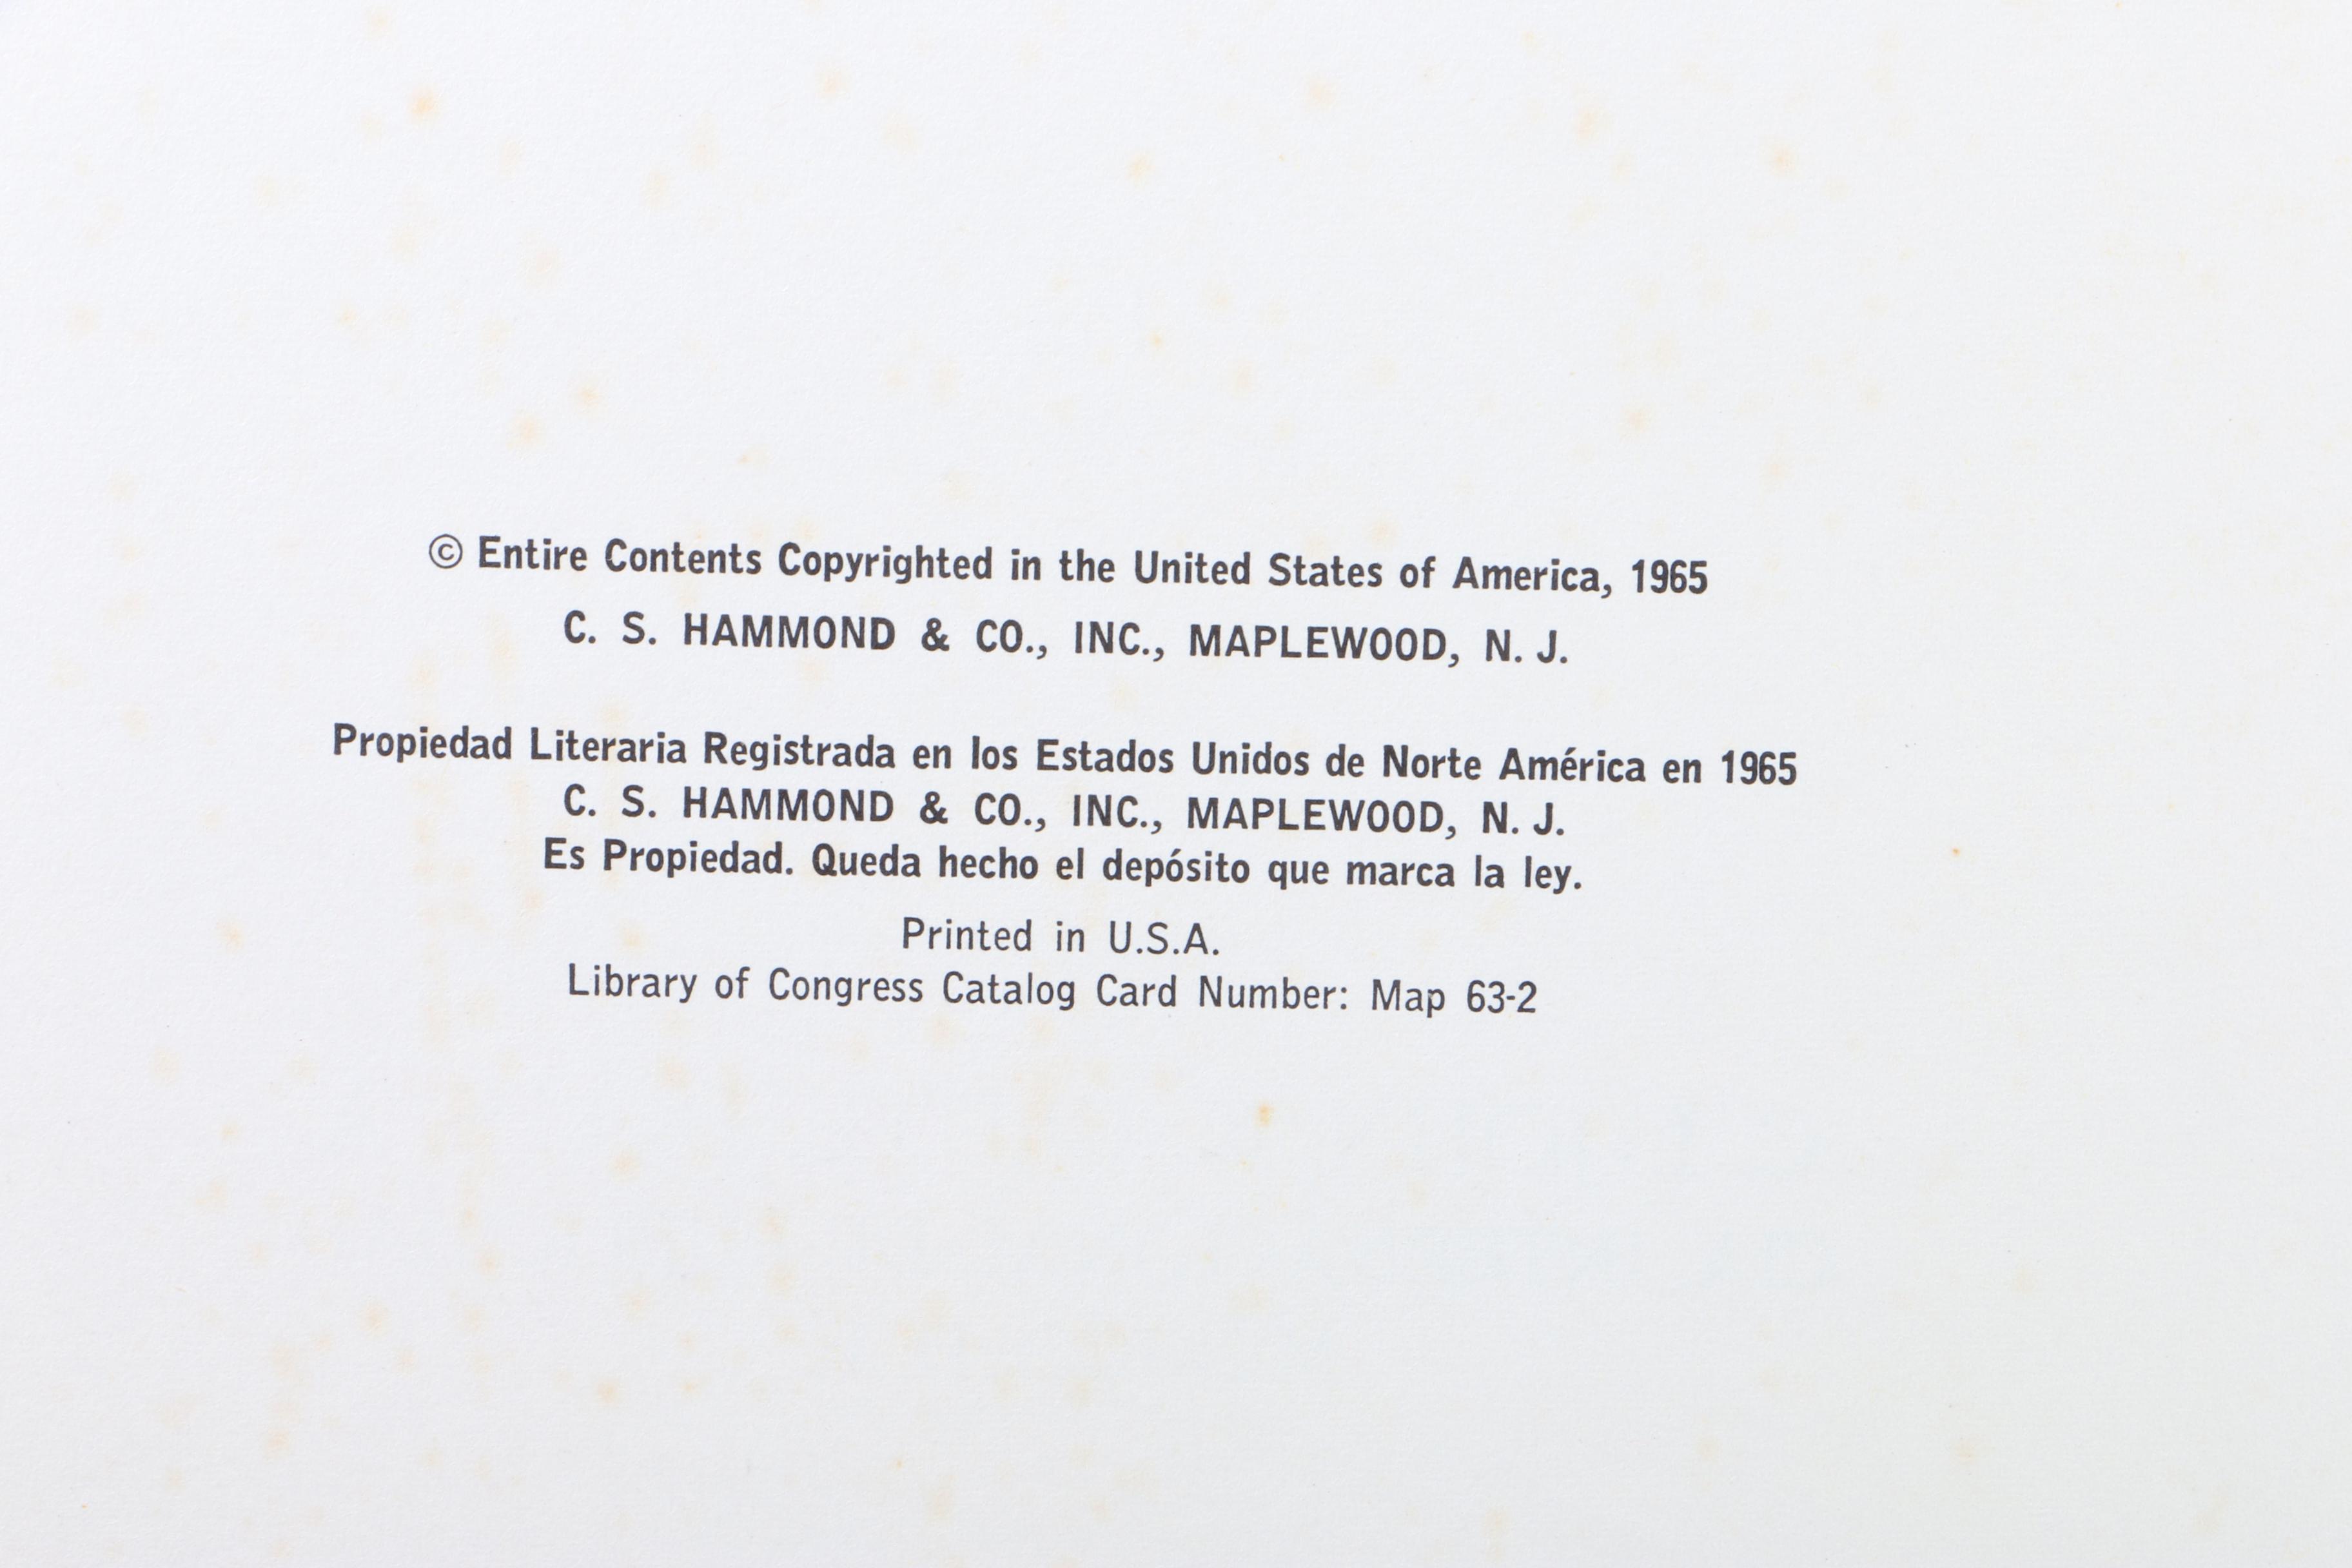 © Entire Contents Copyrighted in the United States of America, 1965
C. S. HAMMOND & CO., INC., MAPLEWOOD, N. J.
Propiedad Literaria Registrada en los Estados Unidos de Norte América en 1965
C. S. HAMMOND & CO., INC., MAPLEWOOD, N. J.
Es Propiedad. Queda hecho el depósito que marca la ley.
Printed in U.S.A.
Library of Congress Catalog Card Number: Map 63-2